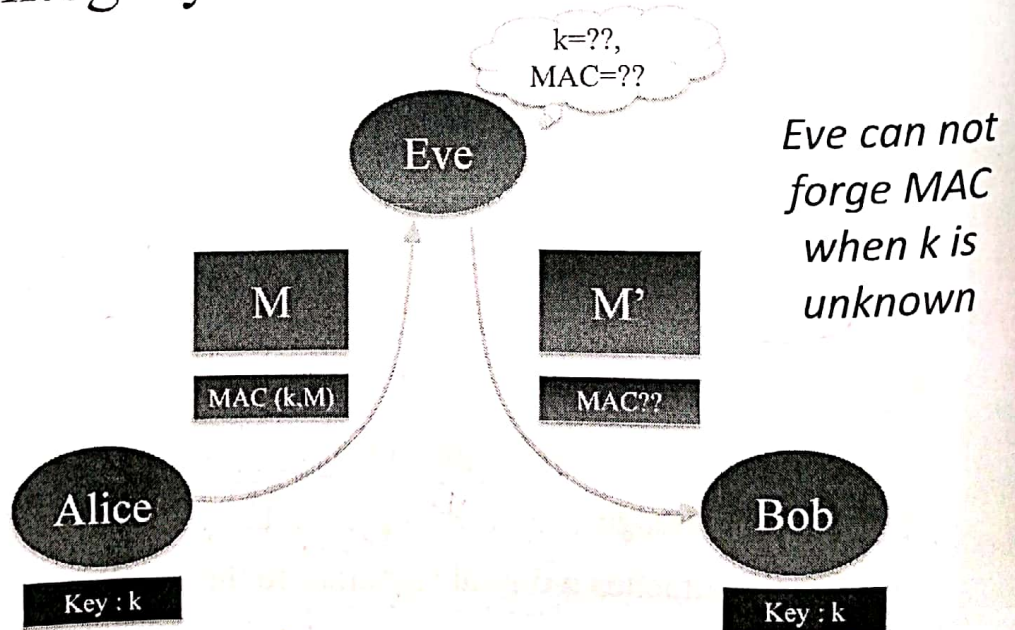 k=??,
MAC=??
Eve
Eve can not
forge MAC
when k is
unknown
M
M’
MAC (k,M)
MAC??
Alice
Bob
Key : k
Key : k